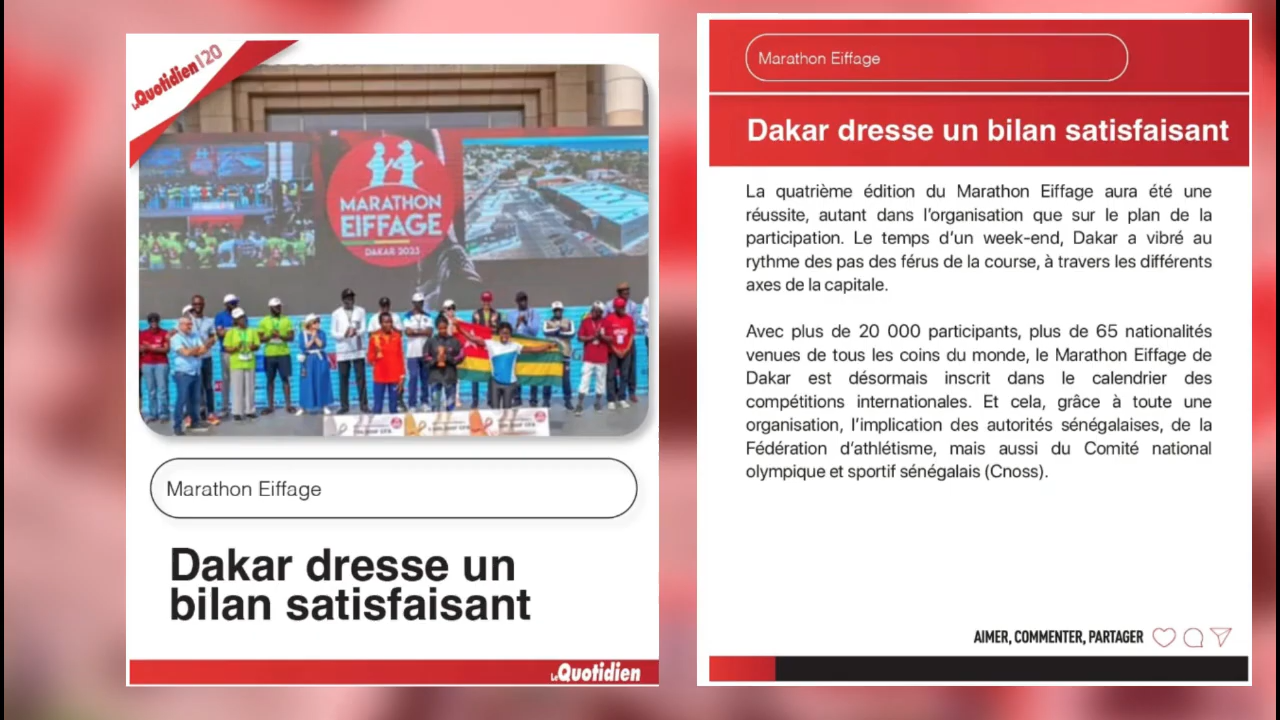 LeQuotidien120
MARATHON
EIFFAGE
DAKAR 2023
Marathon Eiffage
Dakar dresse un
bilan satisfaisant
LeQuotidien
Marathon Eiffage
Dakar dresse un bilan satisfaisant
La quatrième édition du Marathon Eiffage aura été une
réussite, autant dans l'organisation que sur le plan de la
participation. Le temps d'un week-end, Dakar a vibré au
rythme des pas des férus de la course, à travers les différents
axes de la capitale.
Avec plus de 20 000 participants, plus de 65 nationalités
venues de tous les coins du monde, le Marathon Eiffage de
Dakar est désormais inscrit dans le calendrier des
compétitions internationales. Et cela, grâce à toute une
organisation, l'implication des autorités sénégalaises, de la
Fédération d'athlétisme, mais aussi du Comité national
olympique et sportif sénégalais (Cnoss).
AIMER, COMMENTER, PARTAGER